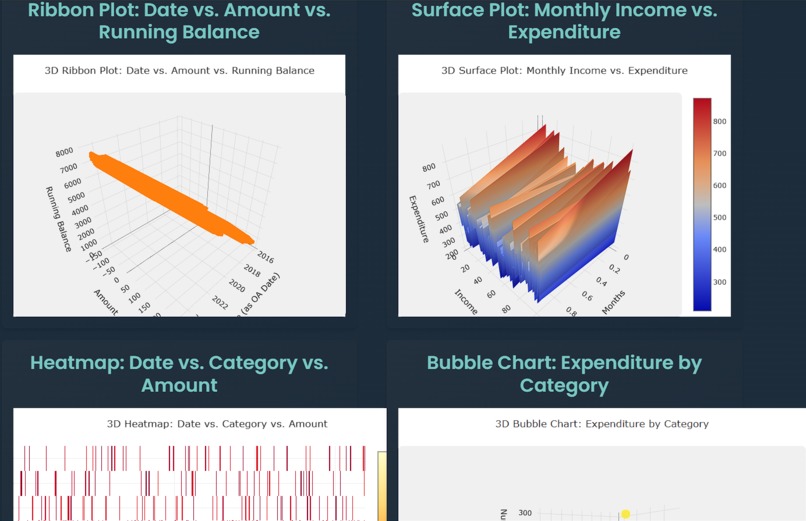 Ribbon Plot: Date vs. Amount vs.
Running Balance
3D Ribbon Plot: Date vs. Amount vs. Running Balance
8000
7000
6000
5000
4000
3000
2000
1000
0
Running Balance
−100
−50
0
50
100
150
Amount
2016
2018
2020
2022
(as OA Date)
Surface Plot: Monthly Income vs.
Expenditure
3D Surface Plot: Monthly Income vs. Expenditure
800
700
600
500
400
300
200
Expenditure
0
20
40
60
80
Income
0
0.2
0.4
0.6
0.8
Months
800
700
600
500
400
300
Heatmap: Date vs. Category vs.
Amount
3D Heatmap: Date vs. Category vs. Amount
Bubble Chart: Expenditure by
Category
3D Bubble Chart: Expenditure by Category
300
Nu